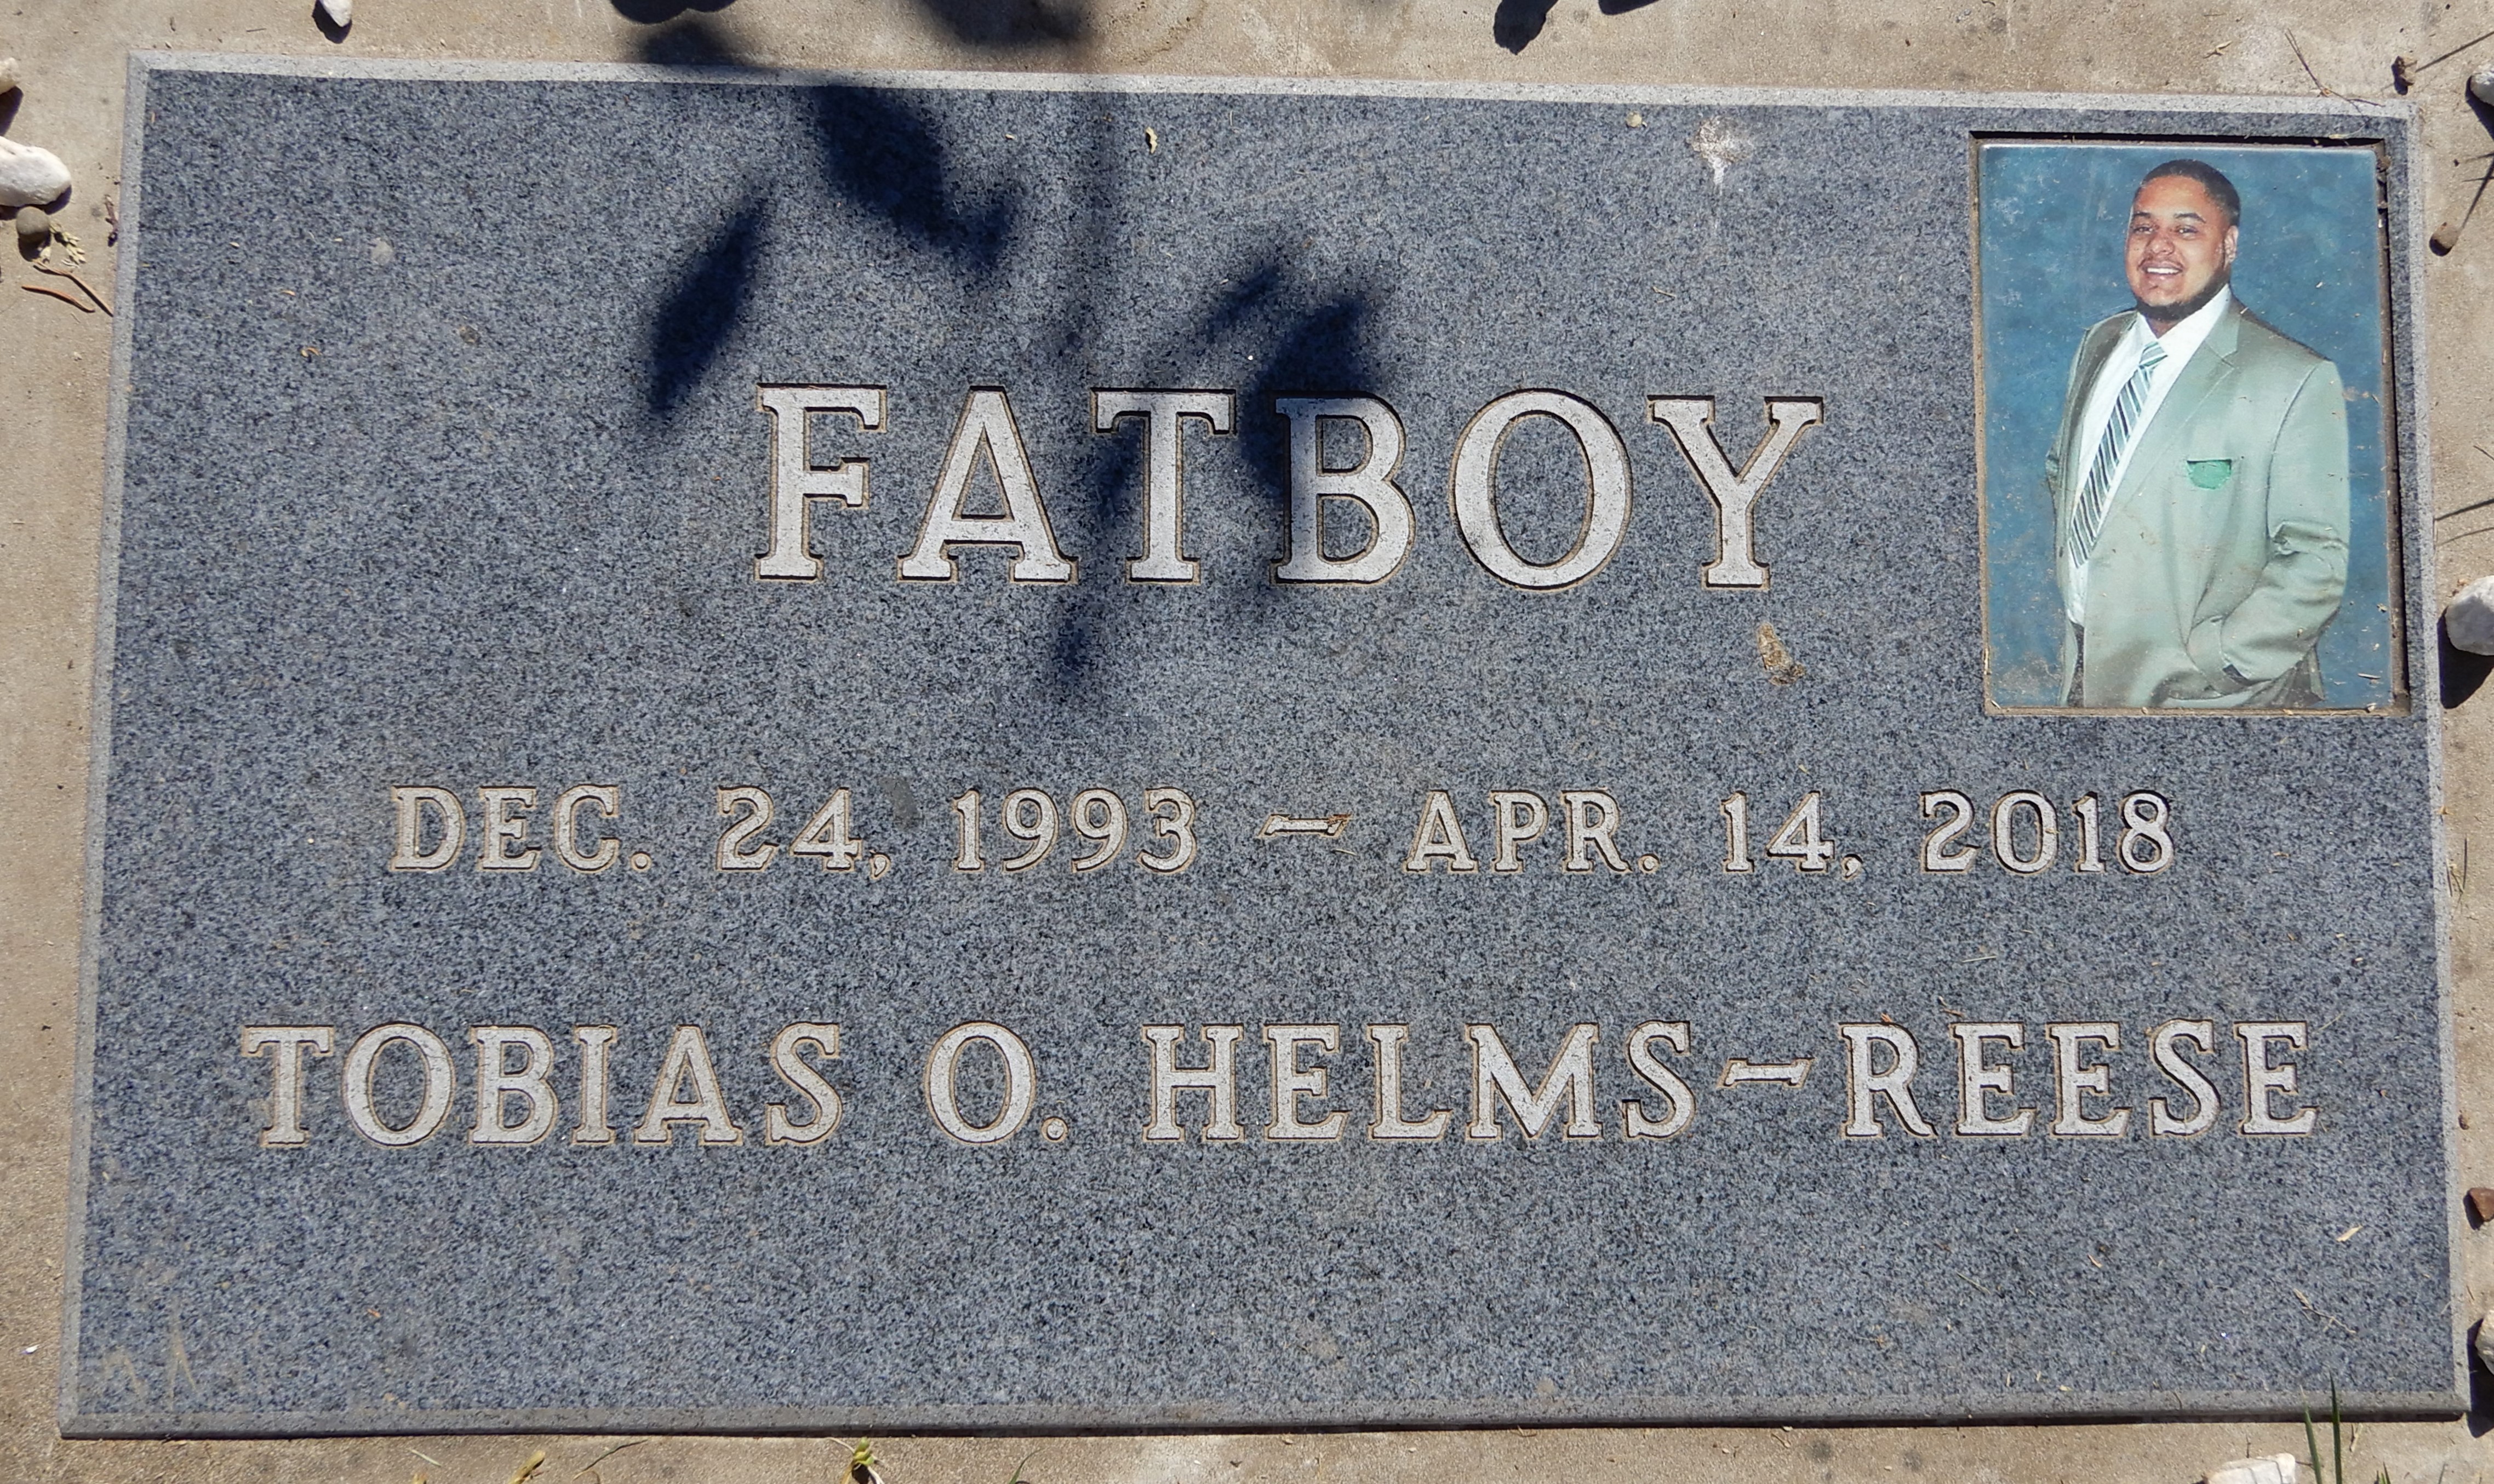 FATBOY
DEC. 24, 1993 - APR. 14, 2018
TOBIAS O. HELMS-REESE